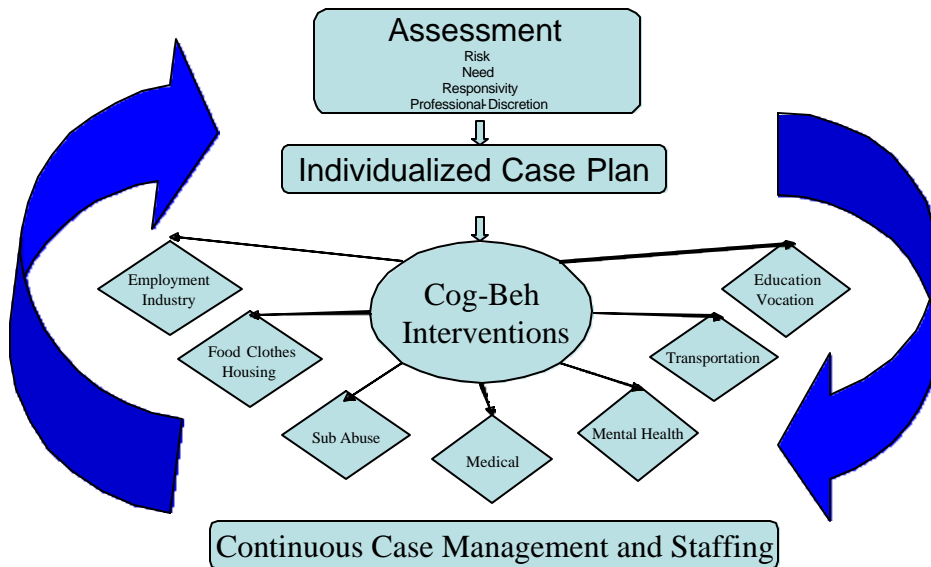 Assessment
Risk
Need
Responsivity
Professional-Discretion
Individualized Case Plan
Cog-Beh
Interventions
Employment
Industry
Education
Vocation
Food Clothes
Housing
Transportation
Sub Abuse
Medical
Mental Health
Continuous Case Management and Staffing